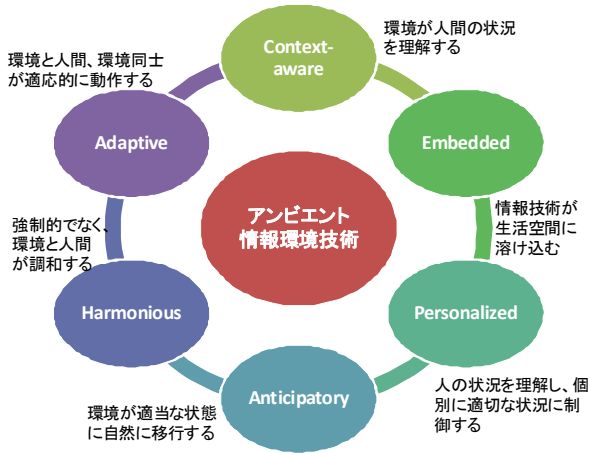 Context-
aware
環境が人間の状況
を理解する
環境と人間、環境同士
が適応的に動作する
Adaptive
Embedded
アンビエント
情報環境技術
強制的でなく、
環境と人間
が調和する
情報技術が
生活空間に
溶け込む
Harmonious
Personalized
Anticipatory
人の状況を理解し、個
別に適切な状況に制
御する
環境が適当な状態
に自然に移行する